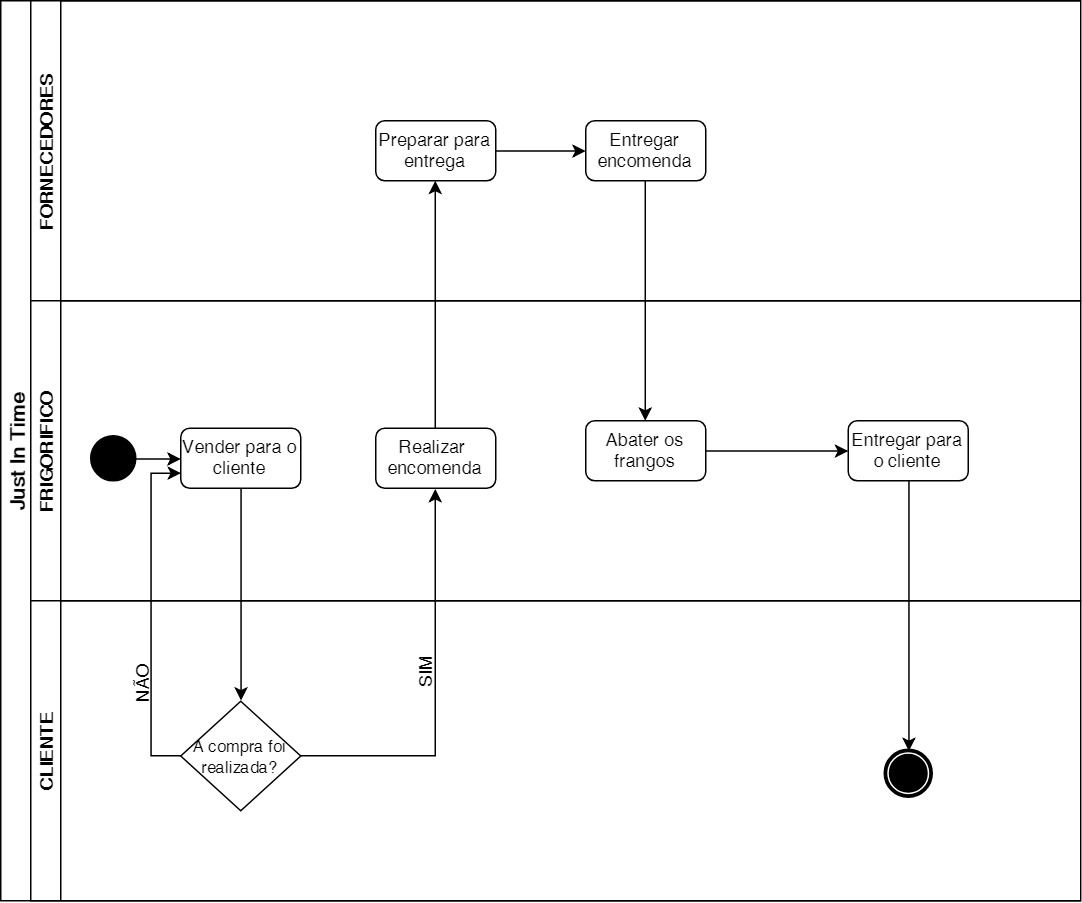 Just In Time
FORNECEDORES
Preparar para
entrega
Entregar
encomenda
FRIGORIFICO
Vender para o
cliente
Realizar
encomenda
Abater os
frangos
Entregar para
o cliente
CLIENTE
NÃO
SIM
A compra foi
realizada?